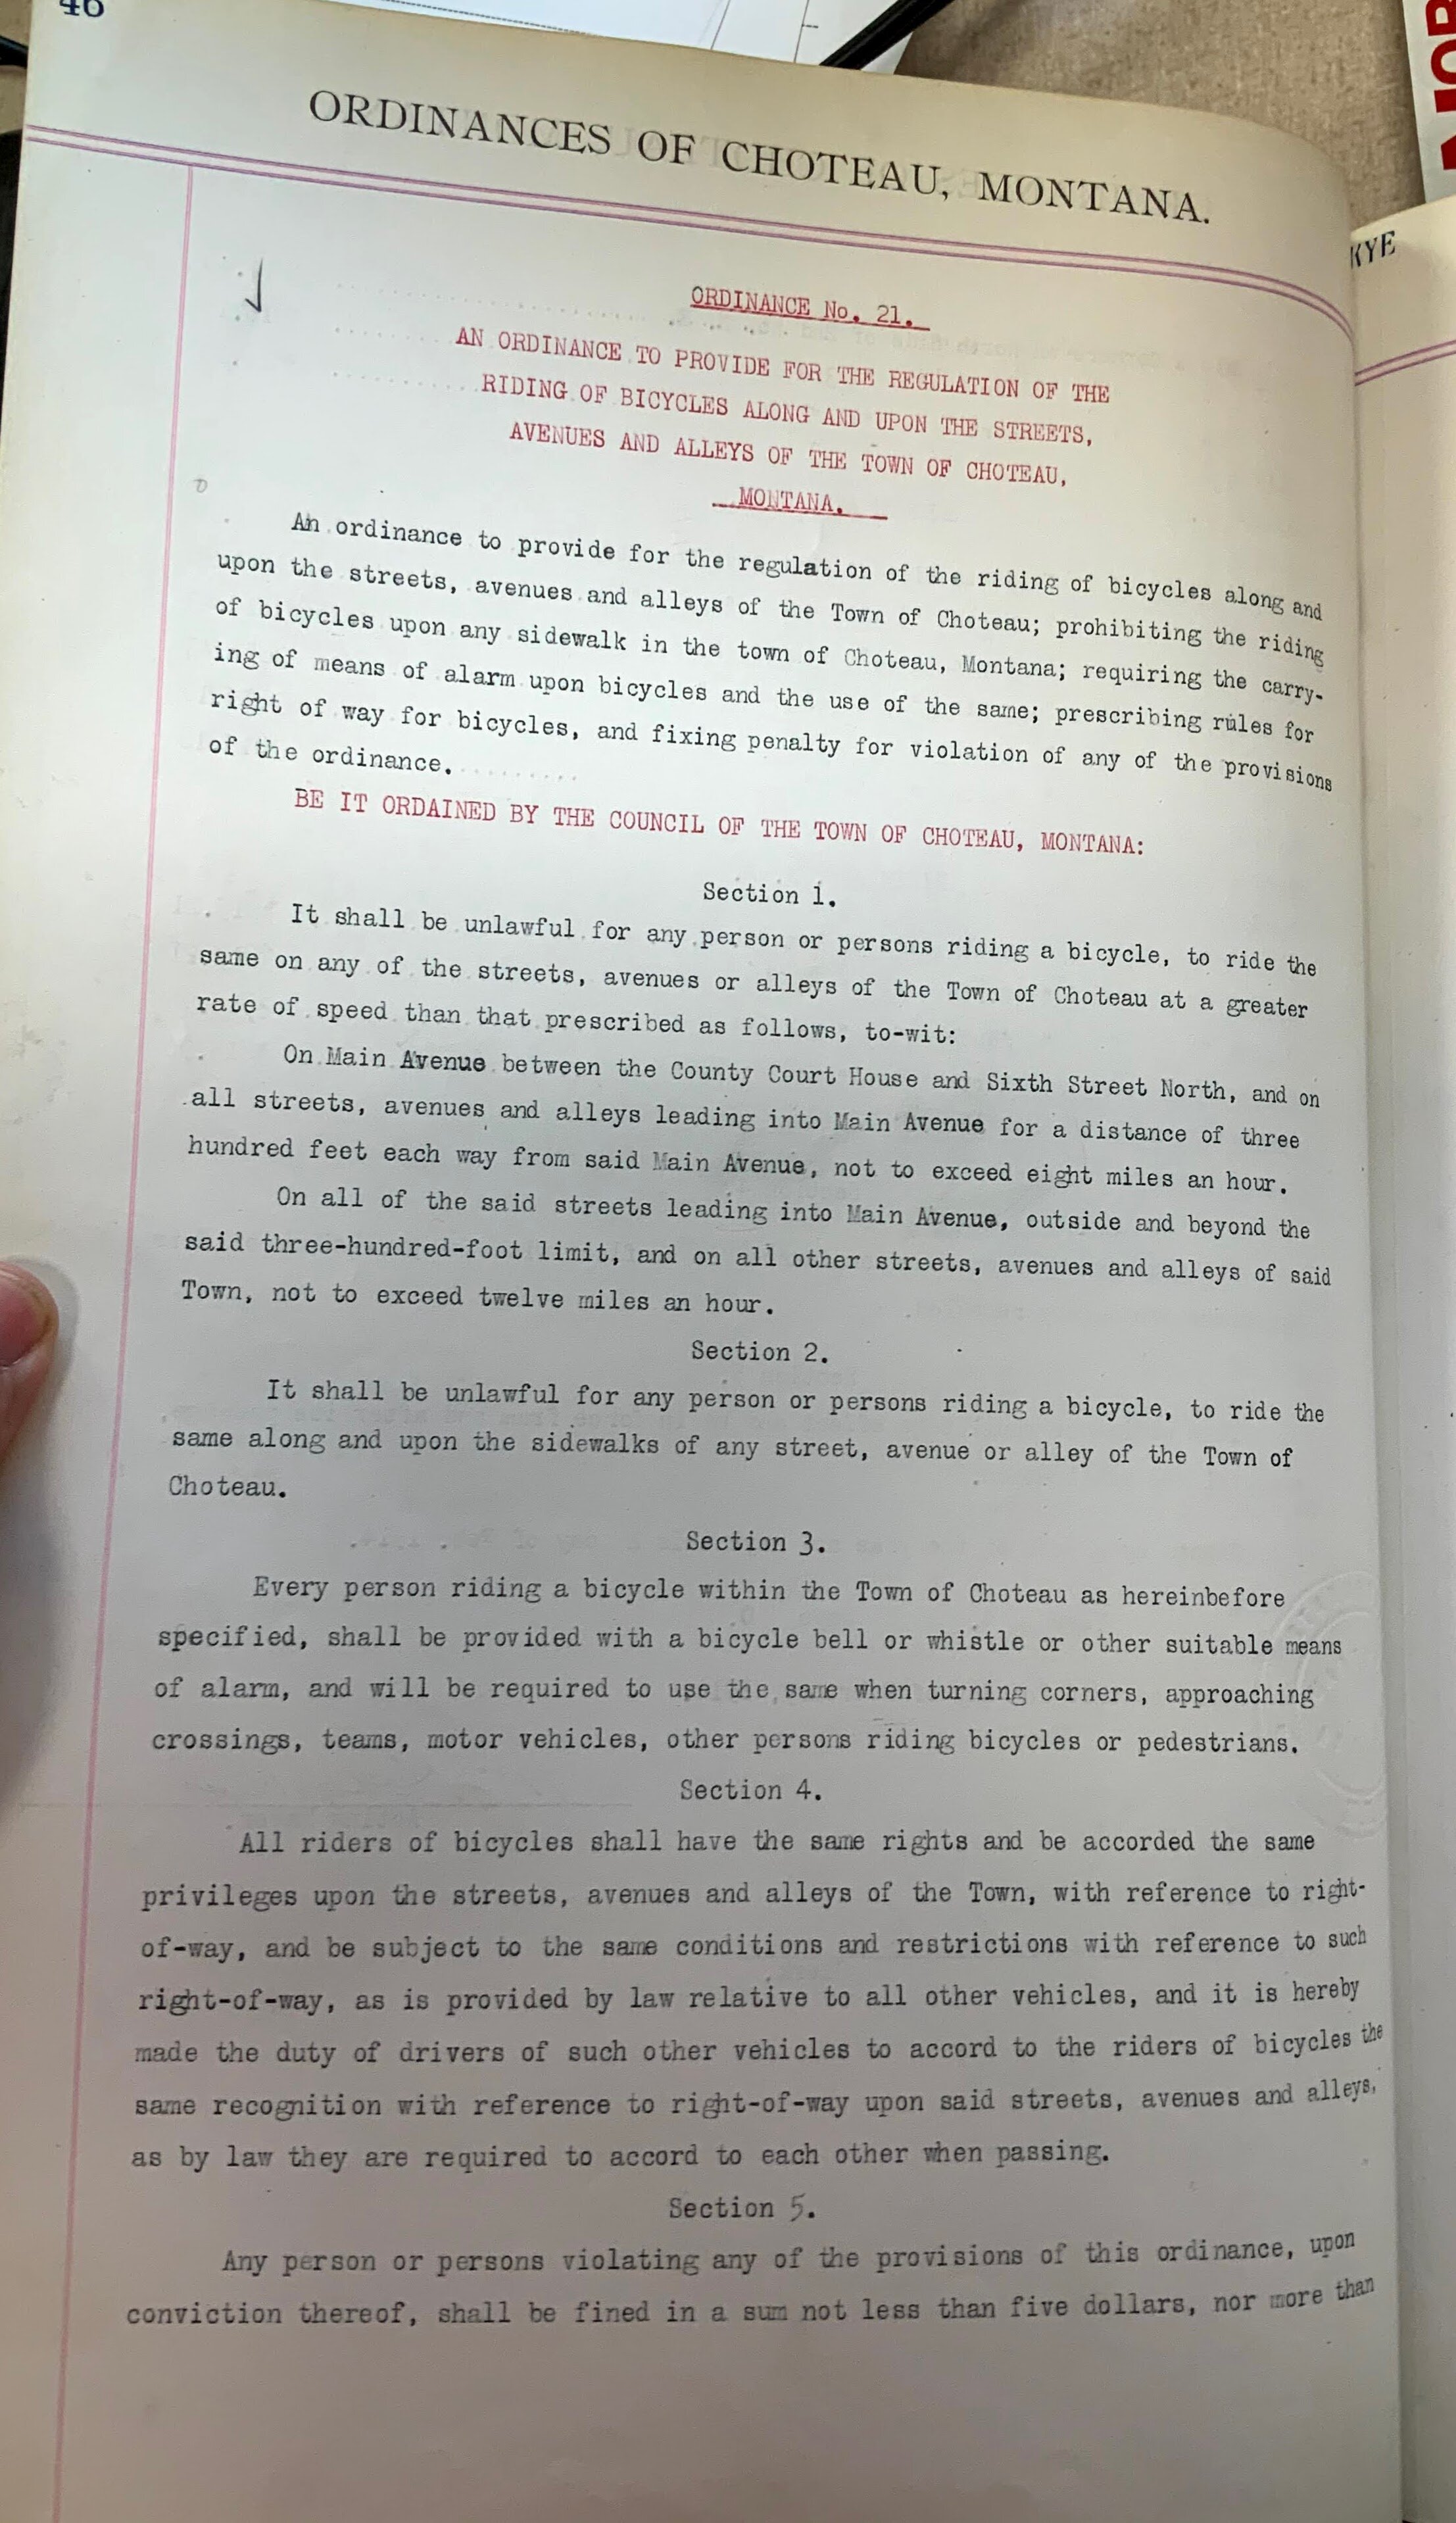 46
ORDINANCES OF CHOTEAU, MONTANA.
ORDINANCE No. 21.
AN ORDINANCE TO PROVIDE FOR THE REGULATION OF THE
RIDING OF BICYCLES ALONG AND UPON THE STREETS,
AVENUES AND ALLEYS OF THE TOWN OF CHOTEAU,
MONTANA.
An ordinance to provide for the regulation of the riding of bicycles along and
upon the streets, avenues and alleys of the Town of Choteau; prohibiting the riding
of bicycles upon any sidewalk in the town of Choteau, Montana; requiring the carry-
ing of means of alarm upon bicycles and the use of the same; prescribing rules for
right of way for bicycles, and fixing penalty for violation of any of the provisions
of the ordinance.
BE IT ORDAINED BY THE COUNCIL OF THE TOWN OF CHOTEAU, MONTANA:
Section 1.
It shall be unlawful for any person or persons riding a bicycle, to ride the
same on any of the streets, avenues or alleys of the Town of Choteau at a greater
rate of speed than that prescribed as follows, to-wit:
On Main Avenue between the County Court House and Sixth Street North, and on
all streets, avenues and alleys leading into Main Avenue for a distance of three
hundred feet each way from said Main Avenue, not to exceed eight miles an hour.
On all of the said streets leading into Main Avenue, outside and beyond the
said three-hundred-foot limit, and on all other streets, avenues and alleys of said
Town, not to exceed twelve miles an hour.
Section 2.
It shall be unlawful for any person or persons riding a bicycle, to ride the
same along and upon the sidewalks of any street, avenue or alley of the Town of
Choteau.
Section 3.
Every person riding a bicycle within the Town of Choteau as hereinbefore
specified, shall be provided with a bicycle bell or whistle or other suitable means
of alarm, and will be required to use the same when turning corners, approaching
crossings, teams, motor vehicles, other persons riding bicycles or pedestrians.
Section 4.
All riders of bicycles shall have the same rights and be accorded the same
privileges upon the streets, avenues and alleys of the Town, with reference to right-
of-way, and be subject to the same conditions and restrictions with reference to such
right-of-way, as is provided by law relative to all other vehicles, and it is hereby
made the duty of drivers of such other vehicles to accord to the riders of bicycles the
same recognition with reference to right-of-way upon said streets, avenues and alleys,
as by law they are required to accord to each other when passing.
Section 5.
Any person or persons violating any of the provisions of this ordinance, upon
conviction thereof, shall be fined in a sum not less than five dollars, nor more than
KYE